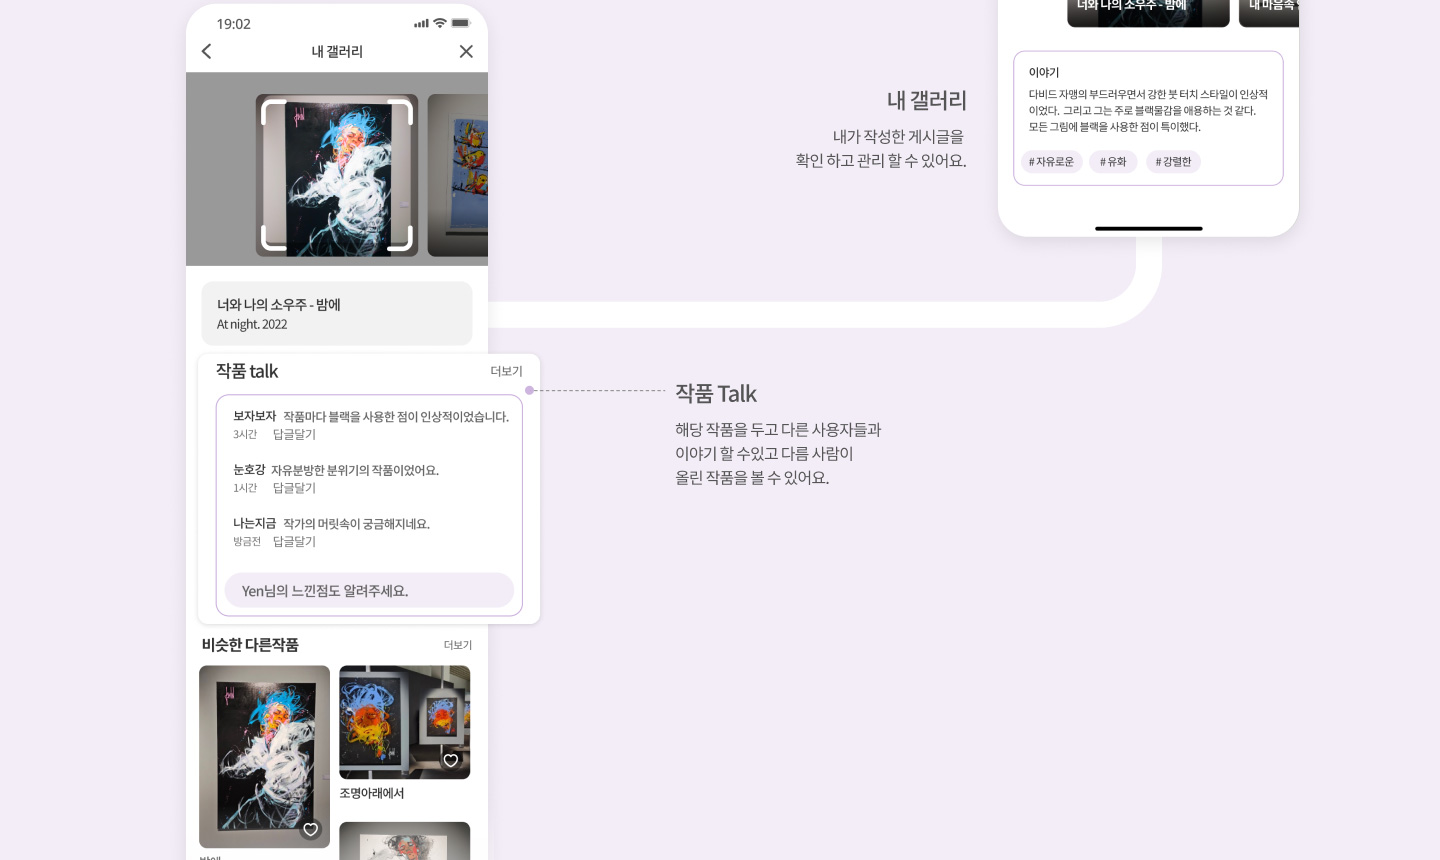 19:02
내 갤러리
너와 나의 소우주 - 밤에
At night. 2022
작품 talk
더보기
보자보자 작품마다 블랙을 사용한 점이 인상적이었습니다.
3시간 답글달기
눈호강 자유분방한 분위기의 작품이었어요.
1시간 답글달기
나는지금 작가의 머릿속이 궁금해지네요.
방금전 답글달기
Yen님의 느낀점도 알려주세요.
비슷한 다른작품
더보기
조명아래에서
밤에
내 갤러리
내가 작성한 게시글을
확인 하고 관리 할 수 있어요.
작품 Talk
해당 작품을 두고 다른 사용자들과
이야기 할 수있고 다름 사람이
올린 작품을 볼 수 있어요.
너와 나의 소우주 - 밤에
내 마음속
이야기
다비드 자맹의 부드러우면서 강한 붓 터치 스타일이 인상적
이었다. 그리고 그는 주로 블랙물감을 애용하는 것 같다.
모든 그림에 블랙을 사용한 점이 특이했다.
# 자유로운
# 유화
# 강렬한